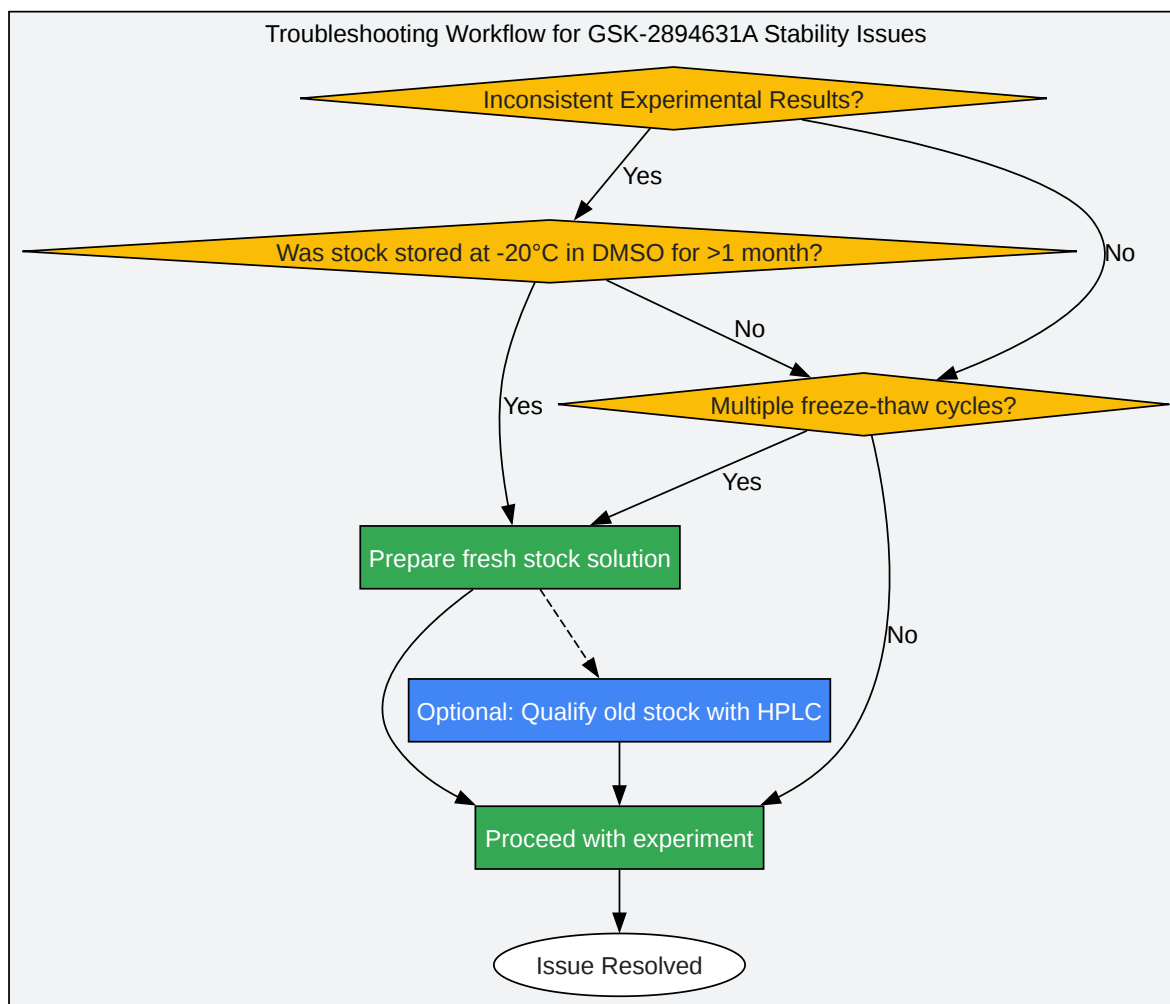 Troubleshooting Workflow for GSK-2894631A Stability Issues
Inconsistent Experimental Results?
Yes
Was stock stored at -20°C in DMSO for >1 month?
No
No
Yes
Multiple freeze-thaw cycles?
Yes
Prepare fresh stock solution
No
Optional: Qualify old stock with HPLC
Proceed with experiment
Issue Resolved